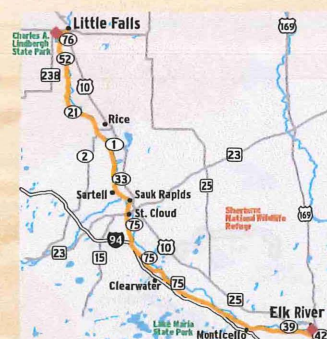 Little Falls
Charles A.
Lindbergh
State Park
76
169
52
238
10
21
Rice
1
2
23
33
25
Sartell
Sauk Rapids
St. Cloud
75
Sherburne
National Wildlife
Refuge
94
10
169
23
15
75
75
Clearwater
25
Elk River
Lake Maria
State Park
39
Monticello
42